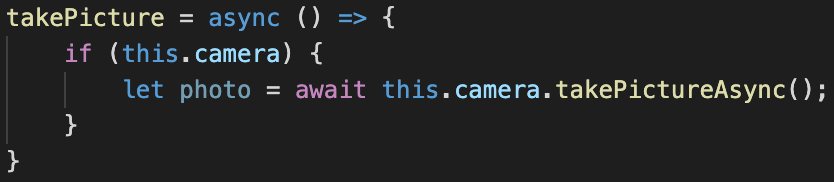 takePicture = async () => {
    if (this.camera) {
        let photo = await this.camera.takePictureAsync();
    }
}